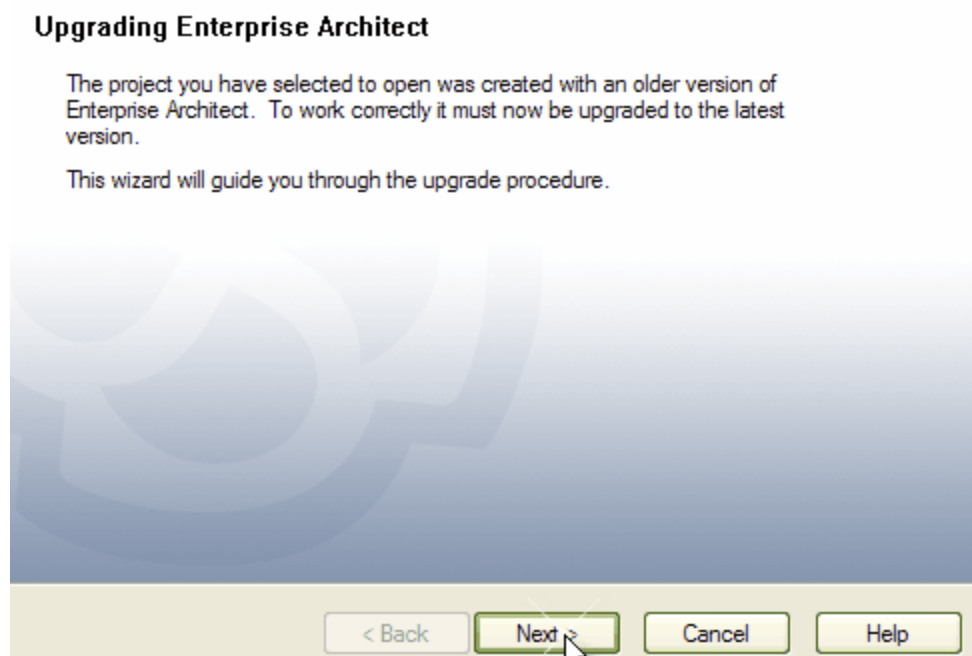 Upgrading Enterprise Architect
The project you have selected to open was created with an older version of
Enterprise Architect. To work correctly it must now be upgraded to the latest
version.
This wizard will guide you through the upgrade procedure.
< Back
Next >
Cancel
Help